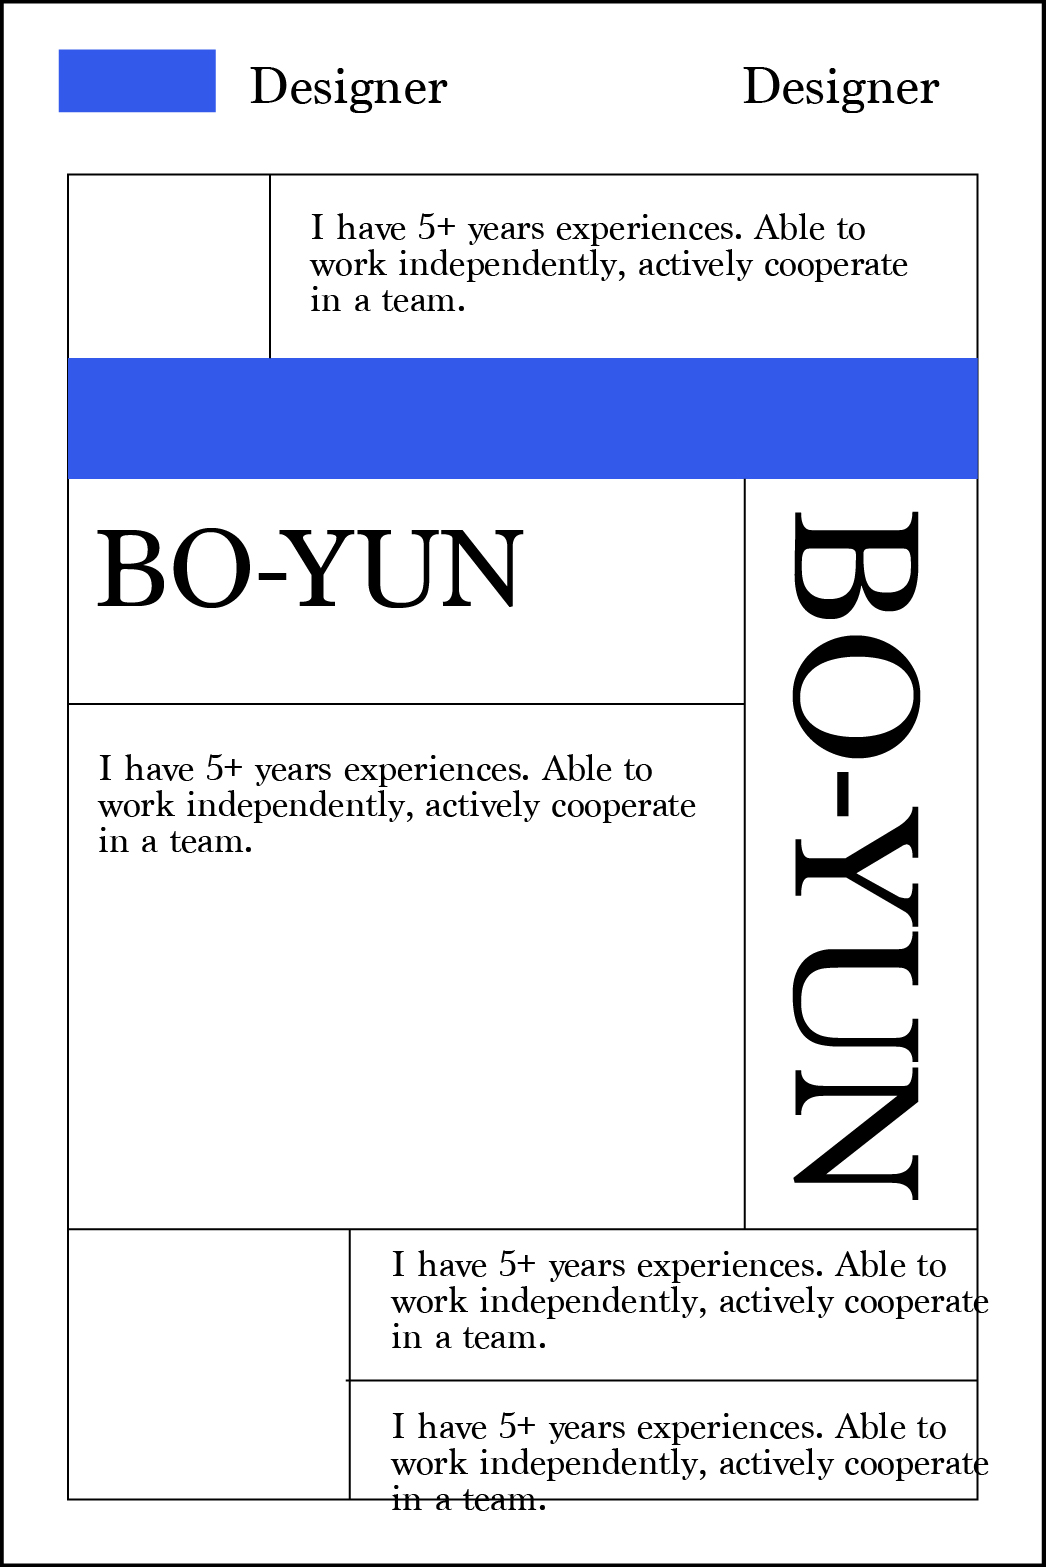 Designer
Designer
I have 5+ years experiences. Able to
work independently, actively cooperate
in a team.
BO-YUN
BO-YUN
I have 5+ years experiences. Able to
work independently, actively cooperate
in a team.
I have 5+ years experiences. Able to
work independently, actively cooperate
in a team.
I have 5+ years experiences. Able to
work independently, actively cooperate
in a team.